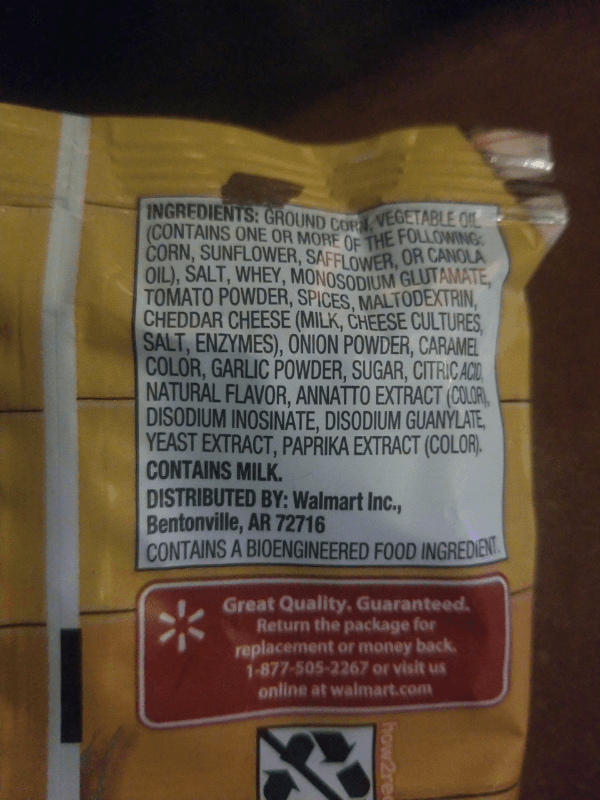 INGREDIENTS: GROUND CORN, VEGETABLE OIL
(CONTAINS ONE OR MORE OF THE FOLLOWING:
CORN, SUNFLOWER, SAFFLOWER, OR CANOLA
OIL), SALT, WHEY, MONOSODIUM GLUTAMATE,
TOMATO POWDER, SPICES, MALTODEXTRIN,
CHEDDAR CHEESE (MILK, CHEESE CULTURES,
SALT, ENZYMES), ONION POWDER, CARAMEL
COLOR, GARLIC POWDER, SUGAR, CITRIC ACID,
NATURAL FLAVOR, ANNATTO EXTRACT (COLOR),
DISODIUM INOSINATE, DISODIUM GUANYLATE,
YEAST EXTRACT, PAPRIKA EXTRACT (COLOR).
CONTAINS MILK.
DISTRIBUTED BY: Walmart Inc.,
Bentonville, AR 72716
CONTAINS A BIOENGINEERED FOOD INGREDIENT.
Great Quality. Guaranteed.
Return the package for
replacement or money back.
1-877-505-2267 or visit us
online at walmart.com
how2rec